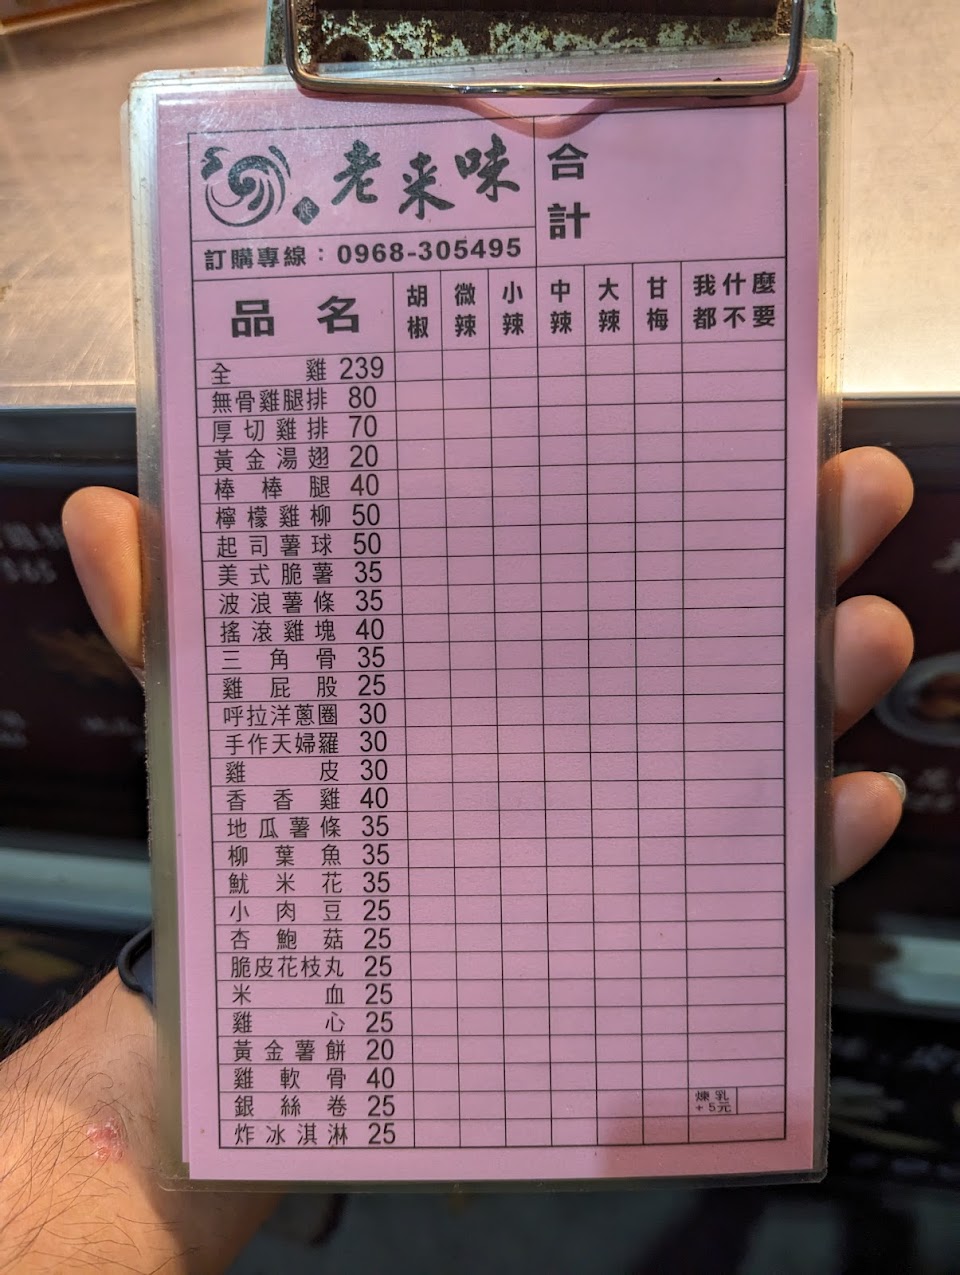 老来味
合計
訂購專線：0968-305495
品名 胡椒 微辣 小辣 中辣 大辣 甘梅 我什麼都不要
全雞 239
無骨雞腿排 80
厚切雞排 70
黃金湯翅 20
棒棒腿 40
檸檬雞柳 50
起司薯球 50
美式脆薯 35
波浪薯條 35
搖滾雞塊 40
三角骨 35
雞屁股 25
呼拉洋蔥圈 30
手作天婦羅 30
雞皮 30
香香雞 40
地瓜薯條 35
柳葉魚 35
魷米花 35
小肉豆 25
杏鮑菇 25
脆皮花枝丸 25
米血 25
雞心 25
黃金薯餅 20
雞軟骨 40
銀絲卷 25 煉乳+5元
炸冰淇淋 25